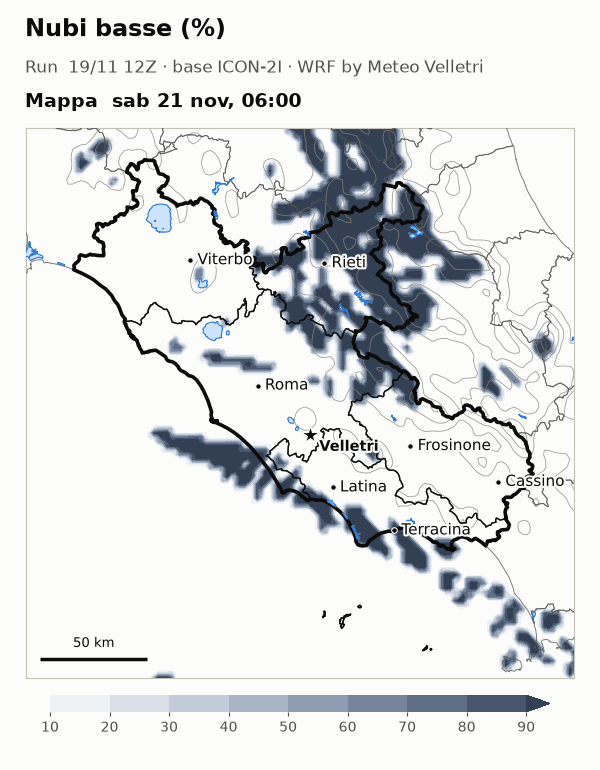 Nubi basse (%)
Run  19/11 12Z · base ICON-2I · WRF by Meteo Velletri
Mappa  sab 21 nov, 06:00
Viterbo
Rieti
Roma
Velletri
Frosinone
Cassino
Latina
Terracina
50 km
10 20 30 40 50 60 70 80 90